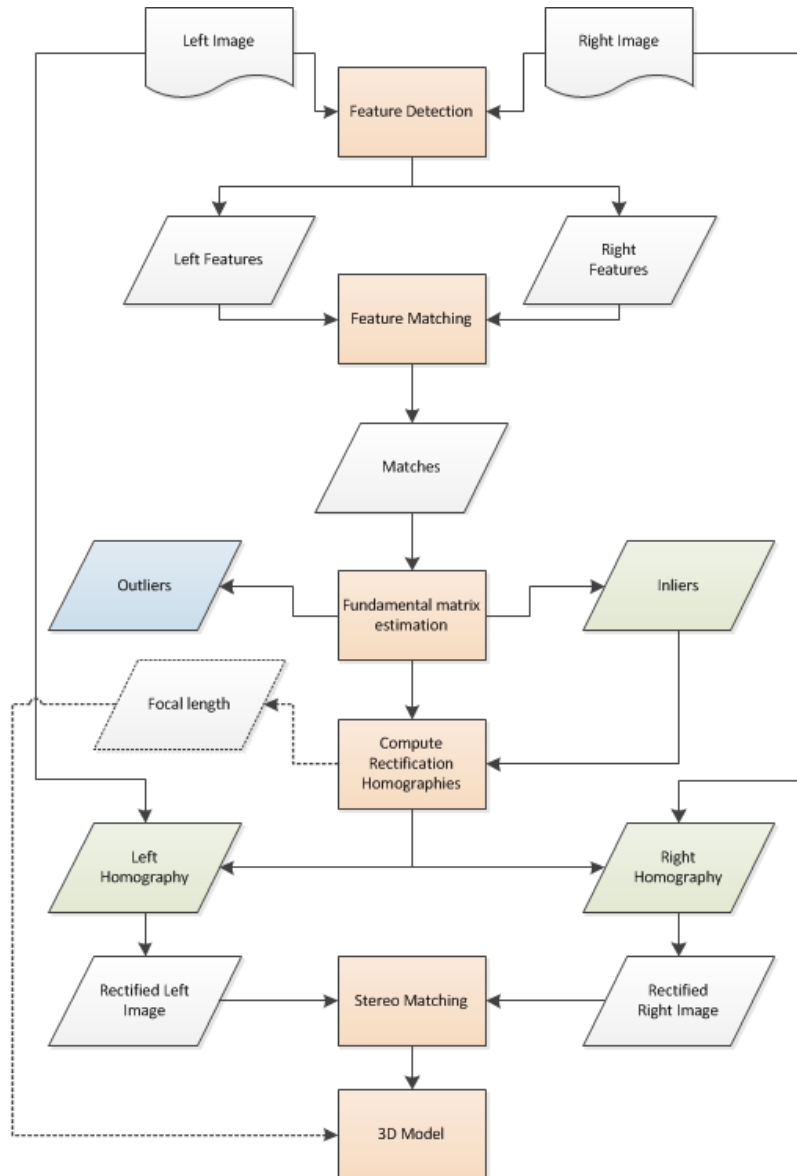 Left Image
Right Image
Feature Detection
Left Features
Right
Features
Feature Matching
Matches
Outliers
Fundamental matrix
estimation
Inliers
Focal length
Compute
Rectification
Homographies
Left
Homography
Right
Homography
Rectified Left
Image
Stereo Matching
Rectified
Right Image
3D Model